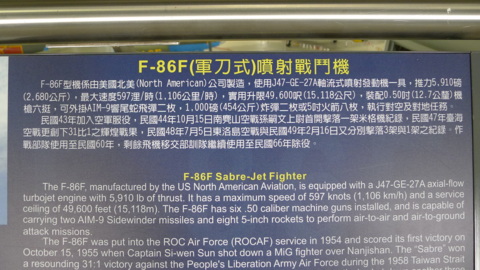 F-86F(軍刀式)噴射戰鬥機
F-86F型機係由美國北美(North American)公司製造，使用J47-GE-27A軸流式噴射發動機一具，推力5,910磅
(2,680公斤)，最大速度597浬/時(1,106公里/時)，實用升限49,600呎(15,118公尺)，裝配0.50吋(12.7公釐)機
槍六挺，可外掛AIM-9響尾蛇飛彈二枚，1,000磅(454公斤)炸彈二枚或5吋火箭八枚，執行對空及對地任務。
民國43年加入空軍服役，民國44年10月15日南麂山空戰孫嗣文上尉首開擊落一架米格機紀錄，民國47年臺海
空戰更創下31比1之輝煌戰果，民國48年7月5日東洛島空戰與民國49年2月16日又分別擊落3架與1架之紀錄。作
戰部隊使用至民國60年，剩餘飛機移交部訓隊繼續使用至民國66年除役。
F-86F Sabre-Jet Fighter
The F-86F, manufactured by the US North American Aviation, is equipped with a J47-GE-27A axial-flow
turbojet engine with 5,910 lb of thrust. It has a maximum speed of 597 knots (1,106 km/h) and a service
ceiling of 49,600 feet (15,118m). The F-86F has six .50 caliber machine guns installed, and is capable of
carrying two AIM-9 Sidewinder missiles and eight 5-inch rockets to perform air-to-air and air-to-ground
attack missions.
The F-86F was put into the ROC Air Force (ROCAF) service in 1954 and scored its first victory on
October 15, 1955 when Captain Si-wen Sun shot down a MiG fighter over Nanjishan. The "Sabre" won
a resounding 31:1 victory against the People's Liberation Army Air Force during the 1958 Taiwan Strait